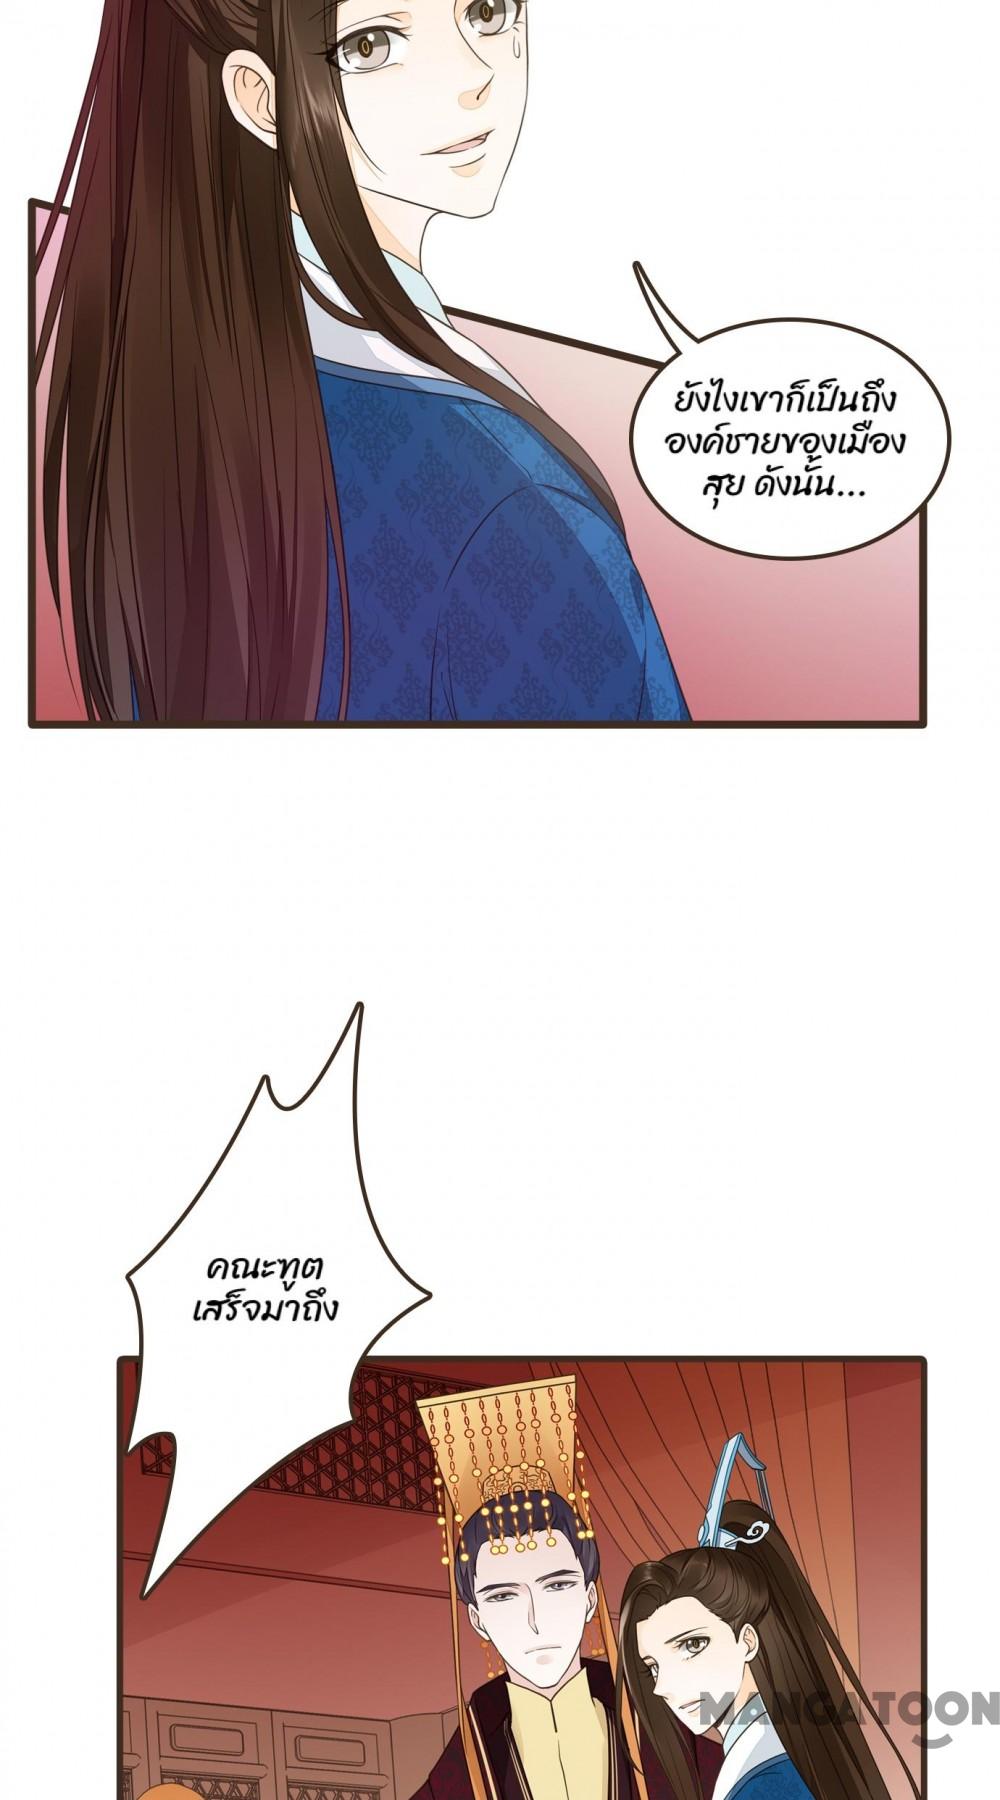 ยังไงเขาก็เป็นถึง
องค์ชายของเมือง
สุย ดังนั้น...
คณะทูต
เสร็จมาถึง
MANGATOON